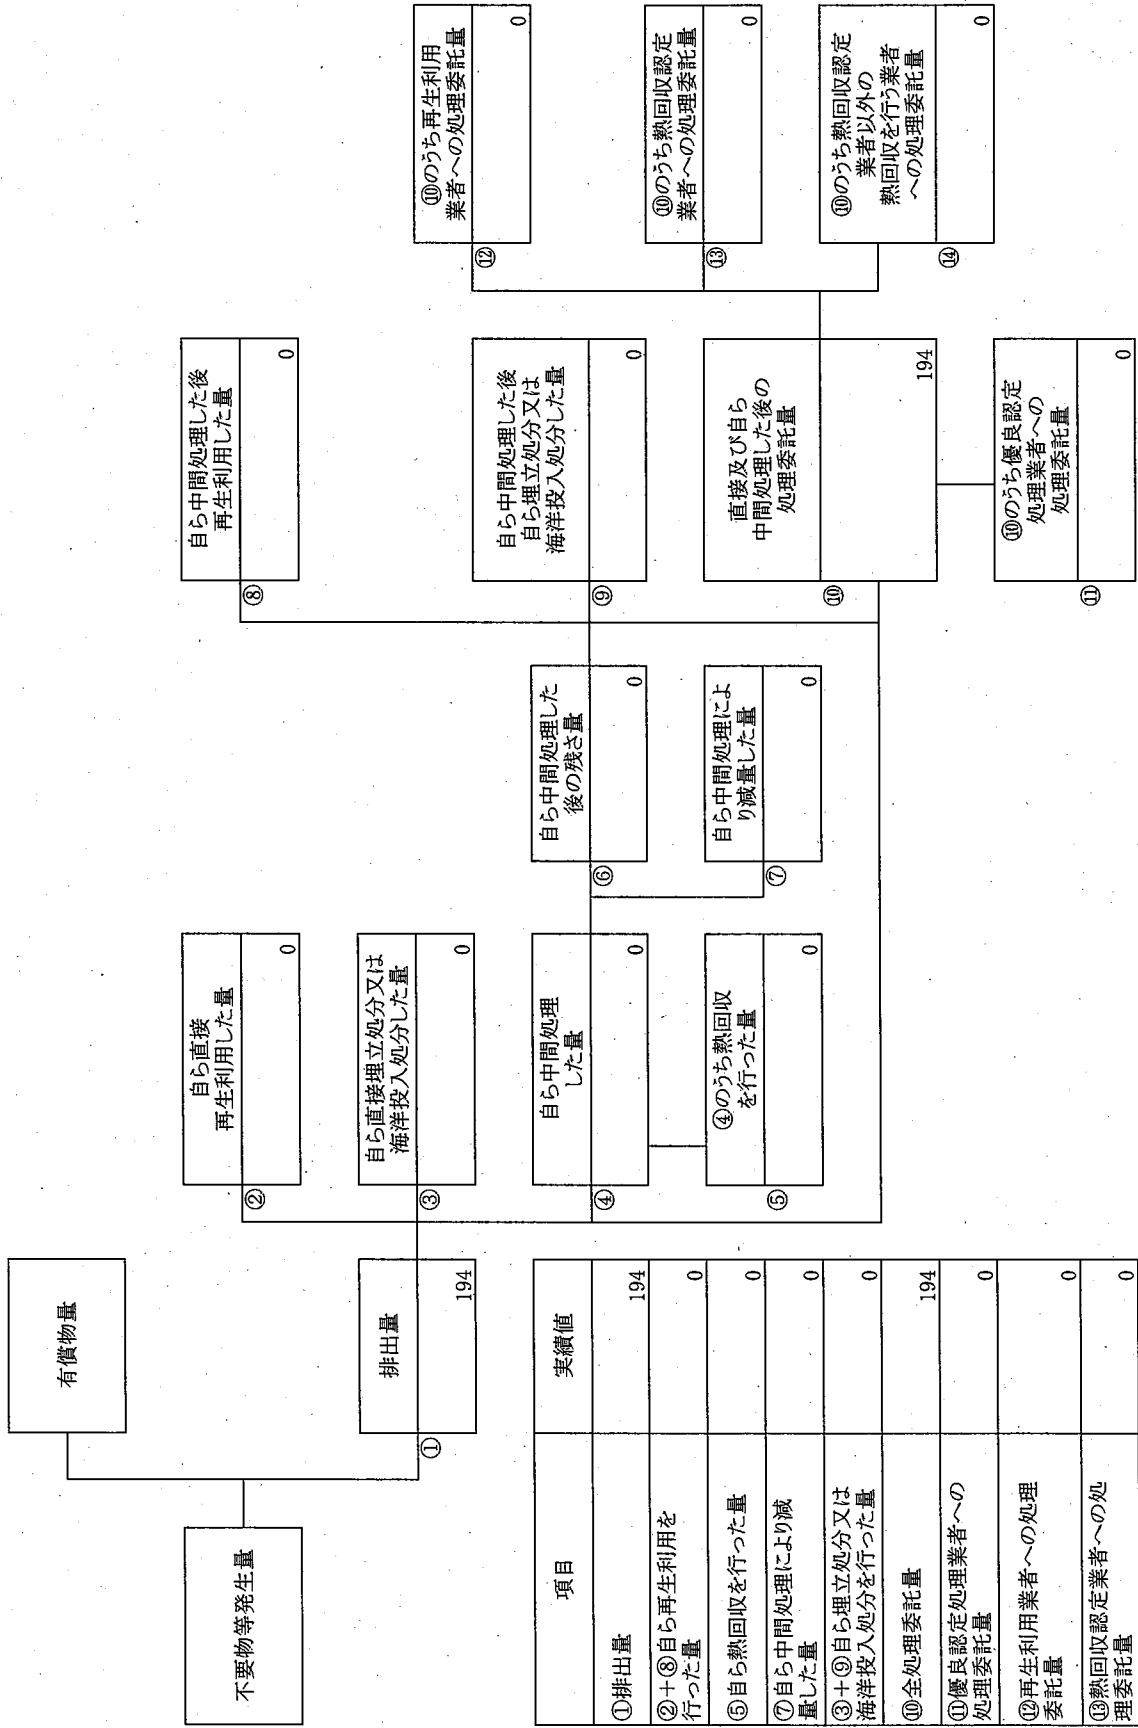 不要物等発生量
有償物量
排出量
①
194
自ら直接
再生利用した量
②
0
自ら直接埋立処分又は
海洋投入処分した量
③
0
自ら中間処理
した量
④
0
④のうち熱回収
を行った量
⑤
0
自ら中間処理した
後の残さ量
⑥
0
自ら中間処理によ
り減量した量
⑦
0
自ら中間処理した後
再生利用した量
⑧
0
自ら中間処理した後
自ら埋立処分又は
海洋投入処分した量
⑨
0
直接及び自ら
中間処理した後の
処理委託量
⑩
194
⑩のうち優良認定
処理業者への
処理委託量
⑪
0
⑩のうち再生利用
業者への処理委託量
⑫
0
⑩のうち熱回収認定
業者への処理委託量
⑬
0
⑩のうち熱回収認定
業者以外の
熱回収を行う業者
への処理委託量
⑭
0
項目 実績値
①排出量 194
②+⑧自ら再生利用を
行った量 0
⑤自ら熱回収を行った量 0
⑦自ら中間処理により減
量した量 0
③+⑨自ら埋立処分又は
海洋投入処分を行った量 0
⑩全処理委託量 194
⑪優良認定処理業者への
処理委託量 0
⑫再生利用業者への処理
委託量 0
⑬熱回収認定業者への処
理委託量 0